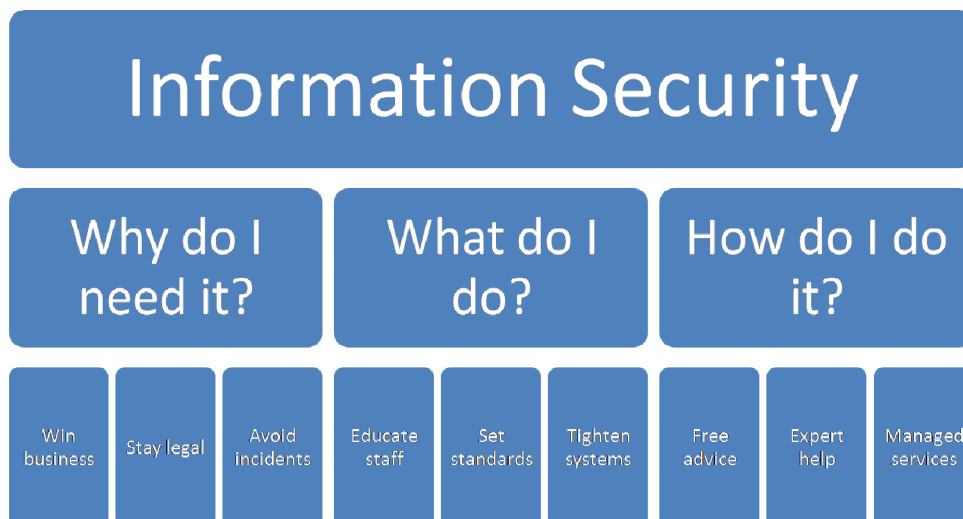 Information Security
Why do I
need it?
What do I
do?
How do I do
it?
Win
business
Stay legal
Avoid
incidents
Educate
staff
Set
standards
Tighten
systems
Free
advice
Expert
help
Managed
services